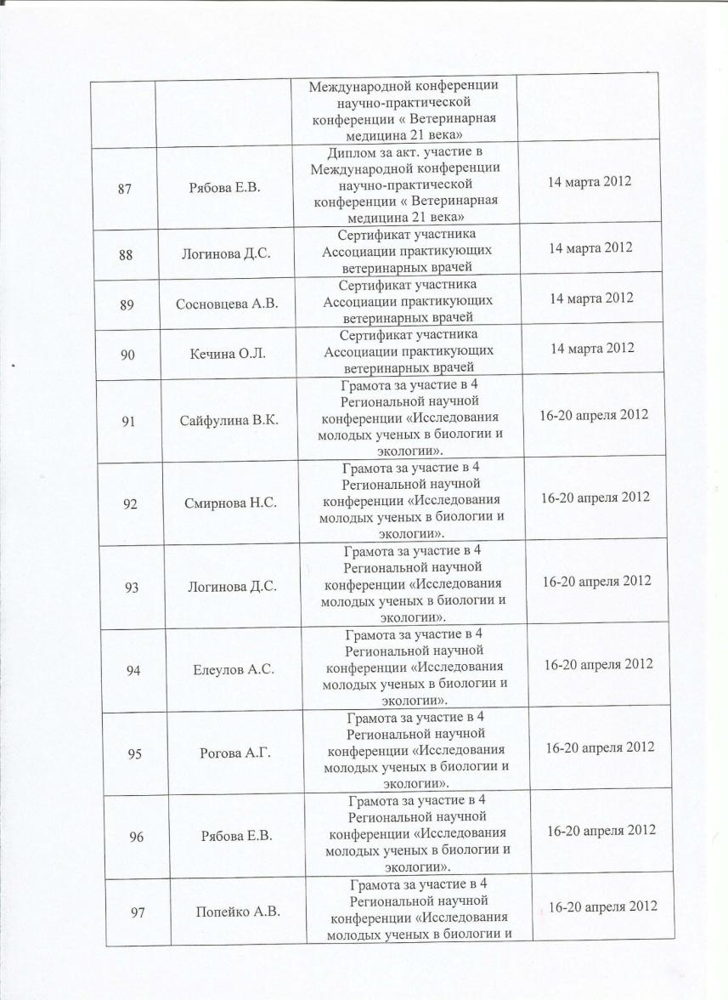 Международной конференции
научно-практической
конференции « Ветеринарная
медицина 21 века»
87
Рябова Е.В.
Диплом за акт. участие в
Международной конференции
научно-практической
конференции « Ветеринарная
медицина 21 века»
14 марта 2012
88
Логинова Д.С.
Сертификат участника
Ассоциации практикующих
ветеринарных врачей
14 марта 2012
89
Сосновцева А.В.
Сертификат участника
Ассоциации практикующих
ветеринарных врачей
14 марта 2012
90
Кечина О.Л.
Сертификат участника
Ассоциации практикующих
ветеринарных врачей
14 марта 2012
91
Сайфулина В.К.
Грамота за участие в 4
Региональной научной
конференции «Исследования
молодых ученых в биологии и
экологии».
16-20 апреля 2012
92
Смирнова Н.С.
Грамота за участие в 4
Региональной научной
конференции «Исследования
молодых ученых в биологии и
экологии».
16-20 апреля 2012
93
Логинова Д.С.
Грамота за участие в 4
Региональной научной
конференции «Исследования
молодых ученых в биологии и
экологии».
16-20 апреля 2012
94
Елеулов А.С.
Грамота за участие в 4
Региональной научной
конференции «Исследования
молодых ученых в биологии и
экологии».
16-20 апреля 2012
95
Рогова А.Г.
Грамота за участие в 4
Региональной научной
конференции «Исследования
молодых ученых в биологии и
экологии».
16-20 апреля 2012
96
Рябова Е.В.
Грамота за участие в 4
Региональной научной
конференции «Исследования
молодых ученых в биологии и
экологии».
16-20 апреля 2012
97
Попейко А.В.
Грамота за участие в 4
Региональной научной
конференции «Исследования
молодых ученых в биологии и
16-20 апреля 2012